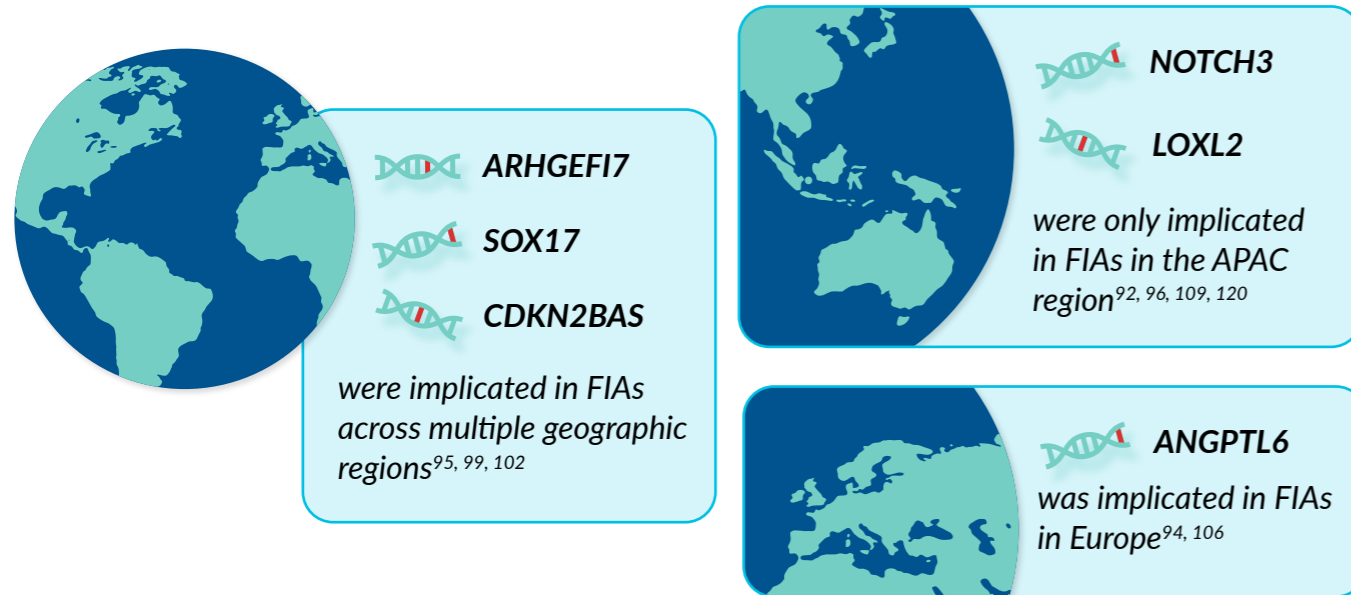 ARHGEFI7
SOX17
CDKN2BAS
were implicated in FIAs
across multiple geographic
regions95, 99, 102
NOTCH3
LOXL2
were only implicated
in FIAs in the APAC
region92, 96, 109, 120
ANGPTL6
was implicated in FIAs
in Europe94, 106